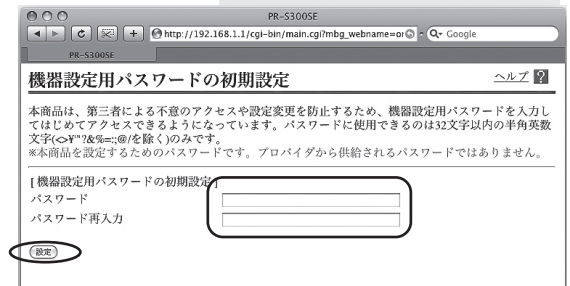 PR-S300SE
http://192.168.1.1/cgi-bin/main.cgi?mbg_webname=or
Google
PR-S300SE
機器設定用パスワードの初期設定
ヘルプ ?
本商品は、第三者による不意のアクセスや設定変更を防止するため、機器設定用パスワードを入力し
てはじめてアクセスできるようになっています。パスワードに使用できるのは32文字以内の半角英数
文字(<>¥'"?&%=:;@/を除く)のみです。
※本商品を設定するためのパスワードです。プロバイダから供給されるパスワードではありません。
[機器設定用パスワードの初期設定]
パスワード
パスワード再入力
設定